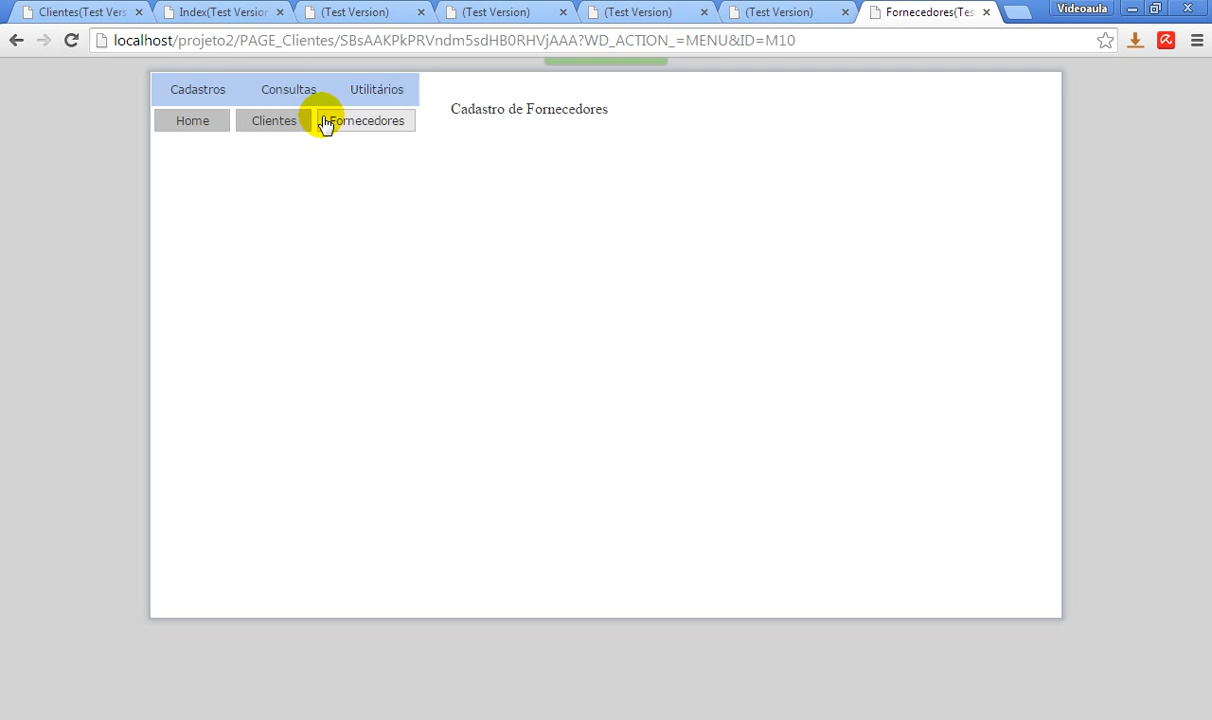 Clientes(Test Vers
Index(Test Version
(Test Version)
(Test Version)
(Test Version)
(Test Version)
Fornecedores(Tes
Videoaula
localhost/projeto2/PAGE_Clientes/SBsAAKPkPRVndm5sdHB0RHVjAAA?WD_ACTION_=MENU&ID=M10
Cadastros Consultas Utilitários
Cadastro de Fornecedores
Home Clientes Fornecedores